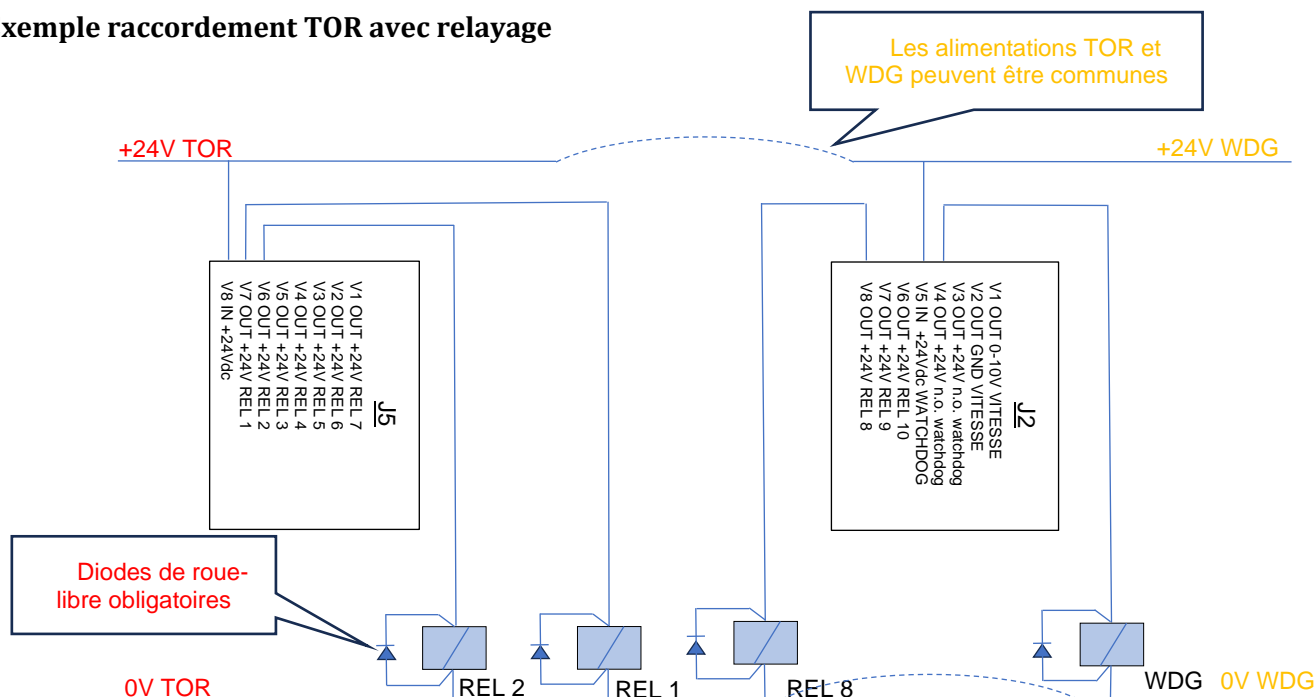 xemple raccordement TOR avec relayage
Les alimentations TOR et
WDG peuvent être communes
+24V TOR
+24V WDG
J5
V1 OUT +24V REL 7
V2 OUT +24V REL 6
V3 OUT +24V REL 5
V4 OUT +24V REL 4
V5 OUT +24V REL 3
V6 OUT +24V REL 2
V7 OUT +24V REL 1
V8 IN +24Vdc
J2
V1 OUT 0-10V VITESSE
V2 OUT GND VITESSE
V3 OUT +24V n.o. watchdog
V4 OUT +24V n.o. watchdog
V5 IN +24Vdc WATCHDOG
V6 OUT +24V REL 10
V7 OUT +24V REL 9
V8 OUT +24V REL 8
Diodes de roue-
libre obligatoires
0V TOR
REL 2
REL 1
REL 8
WDG
0V WDG